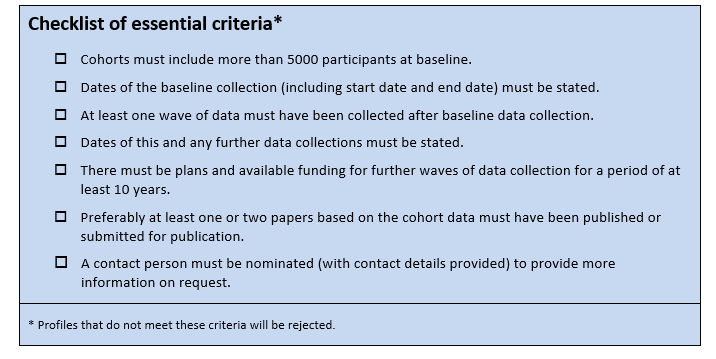 Checklist of essential criteria*
Cohorts must include more than 5000 participants at baseline.
Dates of the baseline collection (including start date and end date) must be stated.
At least one wave of data must have been collected after baseline data collection.
Dates of this and any further data collections must be stated.
There must be plans and available funding for further waves of data collection for a period of at
least 10 years.
Preferably at least one or two papers based on the cohort data must have been published or
submitted for publication.
A contact person must be nominated (with contact details provided) to provide more
information on request.
* Profiles that do not meet these criteria will be rejected.